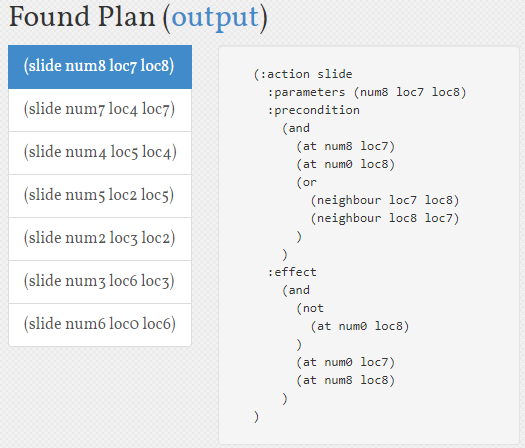 Found Plan (output)
(slide num8 loc7 loc8)
(slide num7 loc4 loc7)
(slide num4 loc5 loc4)
(slide num5 loc2 loc5)
(slide num2 loc3 loc2)
(slide num3 loc6 loc3)
(slide num6 loc0 loc6)
(:action slide
  :parameters (num8 loc7 loc8)
  :precondition
    (and
      (at num8 loc7)
      (at num0 loc8)
      (or
        (neighbour loc7 loc8)
        (neighbour loc8 loc7)
      )
    )
  :effect
    (and
      (not
        (at num0 loc8)
      )
      (at num0 loc7)
      (at num8 loc8)
    )
)